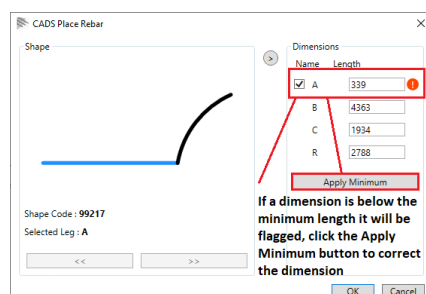 CADS Place Rebar
Shape
Dimensions
Name Length
A 339
B 4363
C 1934
R 2788
Apply Minimum
If a dimension is below the
minimum length it will be
flagged, click the Apply
Minimum button to correct
the dimension
Shape Code : 99217
Selected Leg : A
<< >>
OK Cancel